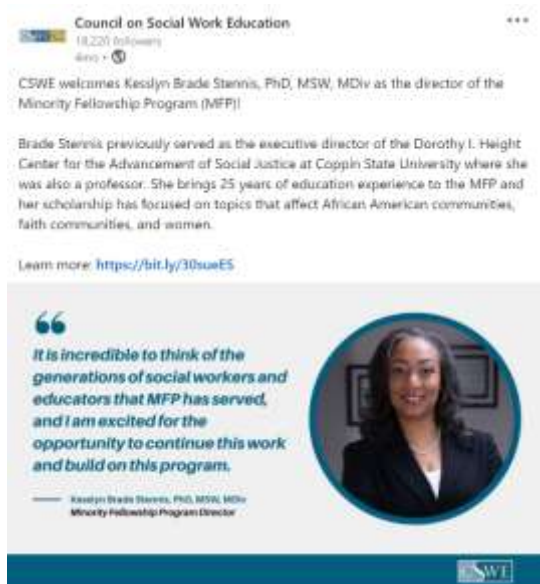 Council on Social Work Education
18,220 followers
4mo •
CSWE welcomes Kesslyn Brade Stennis, PhD, MSW, MDiv as the director of the
Minority Fellowship Program (MFP)!
Brade Stennis previously served as the executive director of the Dorothy I. Height
Center for the Advancement of Social Justice at Coppin State University where she
was also a professor. She brings 25 years of education experience to the MFP and
her scholarship has focused on topics that affect African American communities,
faith communities, and women.
Learn more: https://bit.ly/30sueES
It is incredible to think of the
generations of social workers and
educators that MFP has served,
and I am excited for the
opportunity to continue this work
and build on this program.
Kesslyn Brade Stennis, PhD, MSW, MDiv
Minority Fellowship Program Director
CSWE